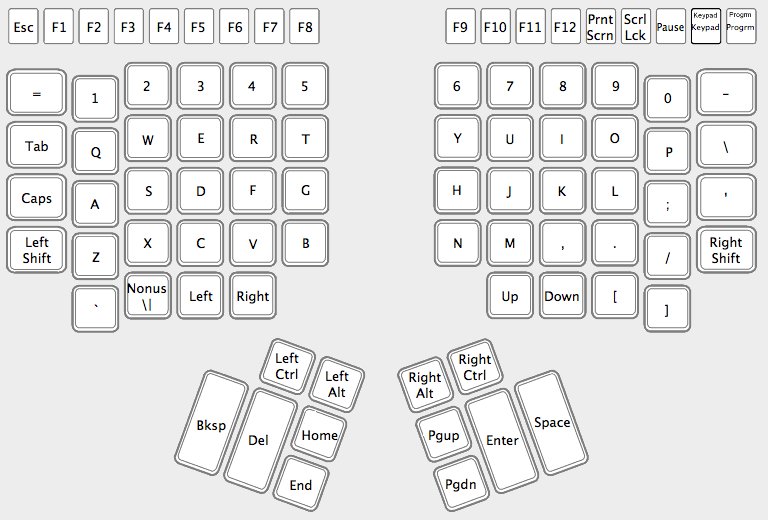 Esc F1 F2 F3 F4 F5 F6 F7 F8 F9 F10 F11 F12 Prnt Scrn Scrl Lck Pause Keypad Keypad Progrm Progrm
= 1 2 3 4 5 6 7 8 9 0 -
Tab Q W E R T Y U I O P \
Caps A S D F G H J K L ; '
Left Shift Z X C V B N M , . / Right Shift
` Nonus \| Left Right Up Down [ ]
Left Ctrl Left Alt Right Alt Right Ctrl
Bksp Del Home Pgup Enter Space
End Pgdn